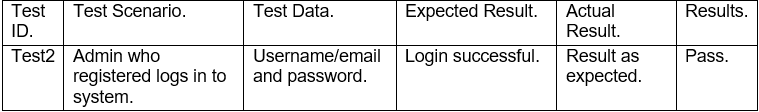 Test ID. Test Scenario. Test Data. Expected Result. Actual Result. Results.
Test2 Admin who registered logs in to system. Username/email and password. Login successful. Result as expected. Pass.